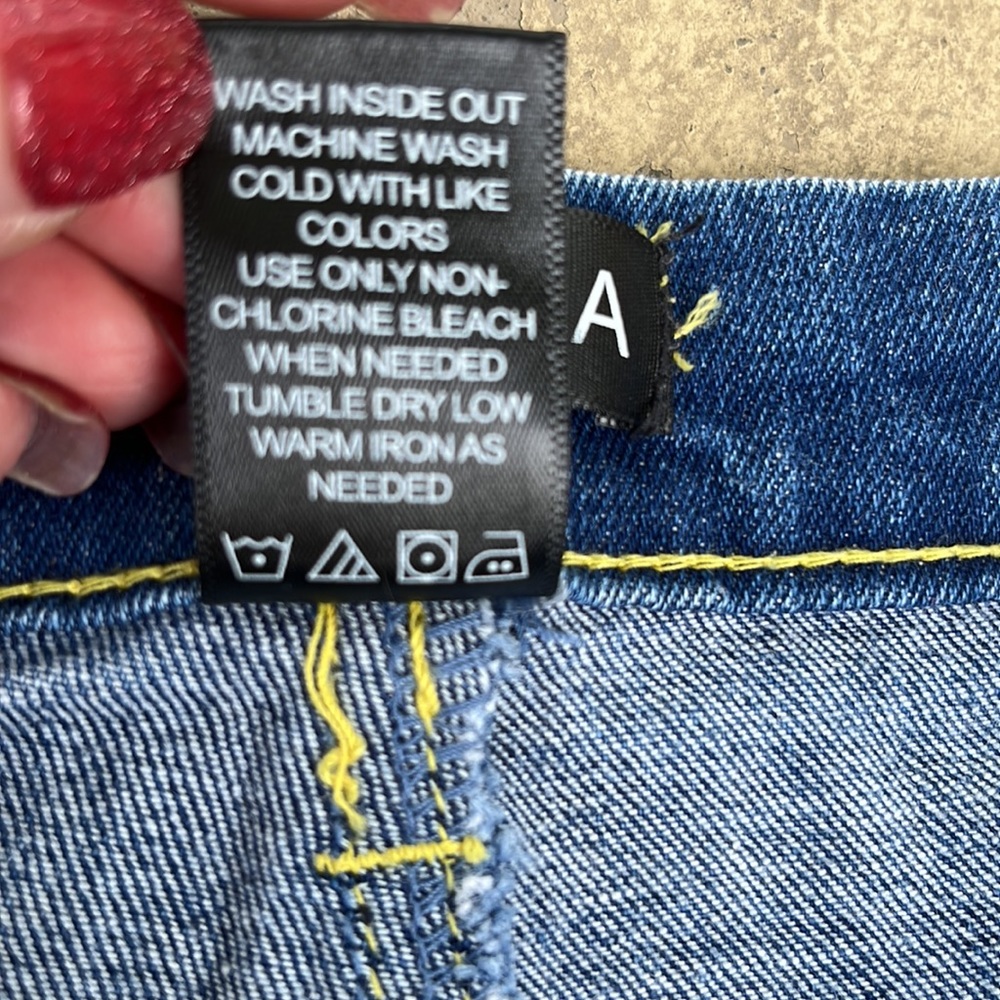 WASH INSIDE OUT
MACHINE WASH
COLD WITH LIKE
COLORS
USE ONLY NON-
CHLORINE BLEACH
WHEN NEEDED
TUMBLE DRY LOW
WARM IRON AS
NEEDED
A